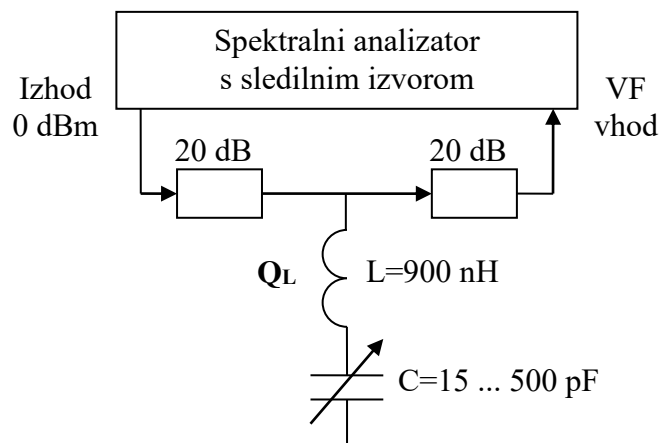 Spektralni analizator
s sledilnim izvorom
Izhod
0 dBm
VF
vhod
20 dB
20 dB
QL
L=900 nH
C=15 ... 500 pF